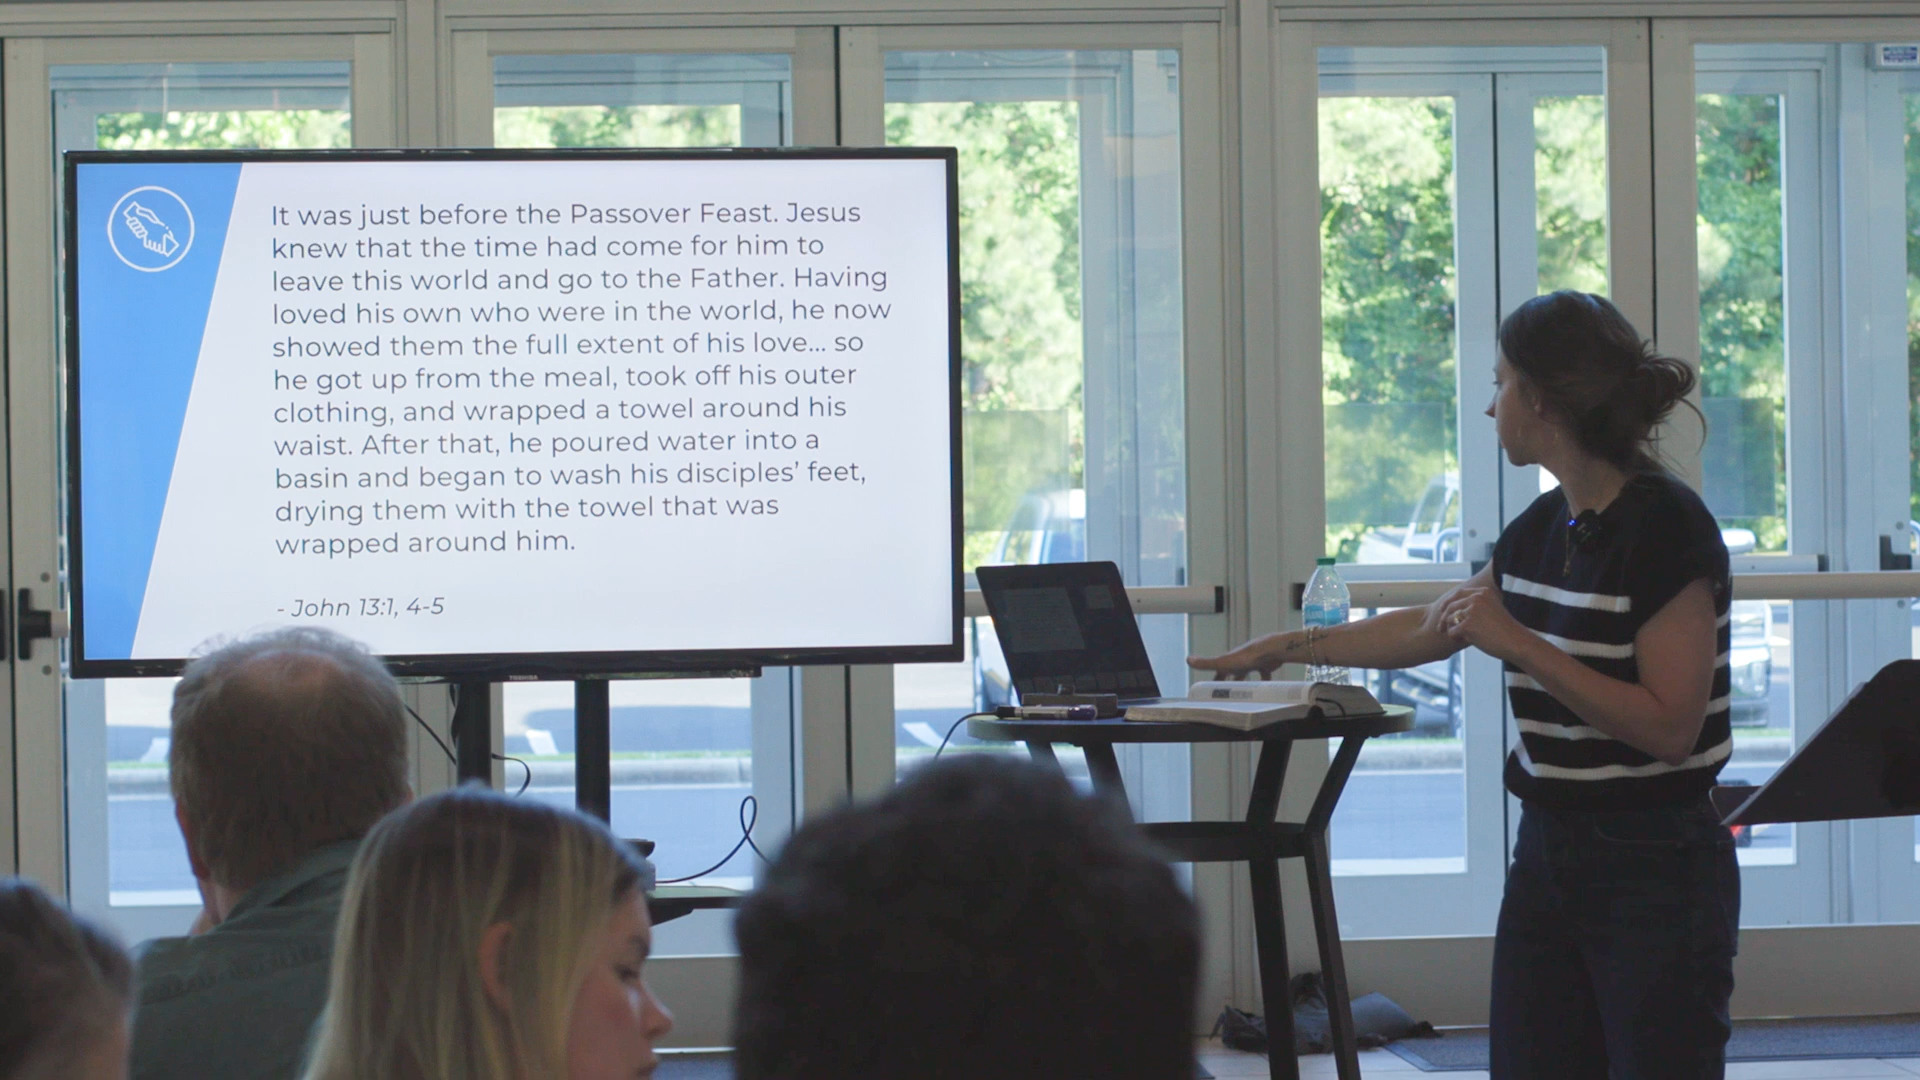 It was just before the Passover Feast. Jesus
knew that the time had come for him to
leave this world and go to the Father. Having
loved his own who were in the world, he now
showed them the full extent of his love... so
he got up from the meal, took off his outer
clothing, and wrapped a towel around his
waist. After that, he poured water into a
basin and began to wash his disciples’ feet,
drying them with the towel that was
wrapped around him.
- John 13:1, 4-5
TOSHIBA